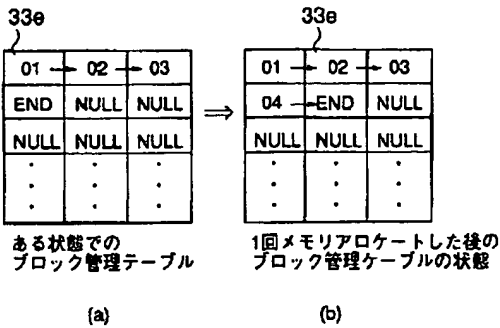 33e
01 → 02 → 03
END NULL NULL
NULL NULL NULL
ある状態での
ブロック管理テーブル
(a)
⇒
33e
01 → 02 → 03
04 → END NULL
NULL NULL NULL
1回メモリアロケートした後の
ブロック管理ケーブルの状態
(b)